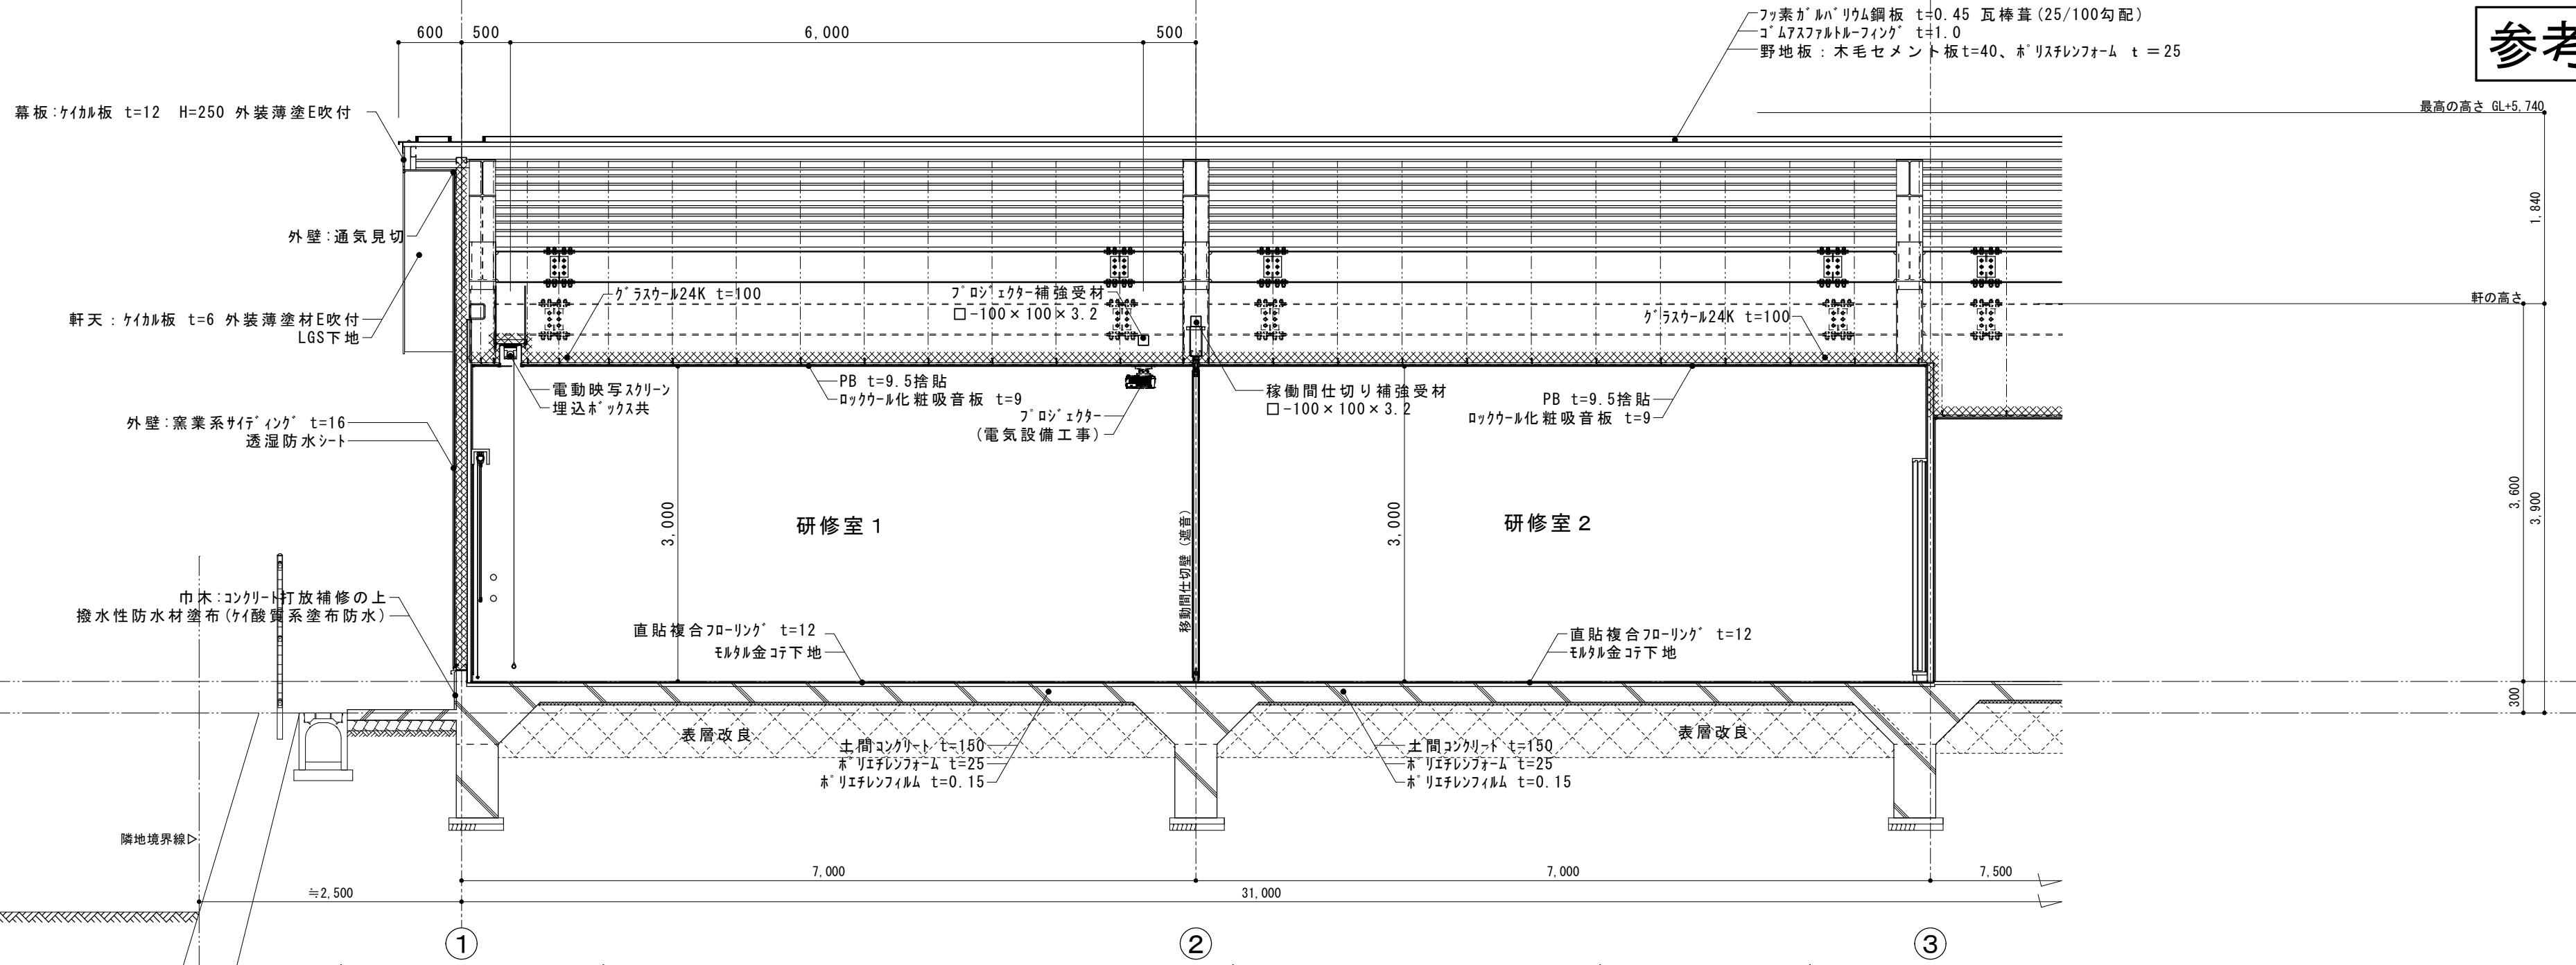 600
500
6,000
500
フッ素ｶﾞﾙﾊﾞﾘｳﾑ鋼板 t=0.45 瓦棒葺(25/100勾配)
ｺﾞﾑｱｽﾌｧﾙﾄﾙｰﾌｨﾝｸﾞ t=1.0
野地板：木毛セメント板t=40、ﾎﾟﾘｽﾁﾚﾝﾌｫｰﾑ t＝25
参考
最高の高さ GL+5,740
幕板:ｹｲｶﾙ板 t=12 H=250 外装薄塗E吹付
外壁:通気見切
軒天：ｹｲｶﾙ板 t=6 外装薄塗材E吹付
LGS下地
ｸﾞﾗｽｳｰﾙ24K t=100
ﾌﾟﾛｼﾞｪｸﾀｰ補強受材
□-100×100×3.2
ｸﾞﾗｽｳｰﾙ24K t=100
軒の高さ
1,840
電動映写ｽｸﾘｰﾝ
埋込ﾎﾞｯｸｽ共
PB t=9.5捨貼
ﾛｯｸｳｰﾙ化粧吸音板 t=9
ﾌﾟﾛｼﾞｪｸﾀｰ
(電気設備工事)
稼働間仕切り補強受材
□-100×100×3.2
PB t=9.5捨貼
ﾛｯｸｳｰﾙ化粧吸音板 t=9
外壁:窯業系ｻｲﾃﾞｨﾝｸﾞ t=16
透湿防水ｼｰﾄ
3,000
研修室１
移動間仕切壁（遮音）
3,000
研修室２
3,600
3,900
巾木:ｺﾝｸﾘｰﾄ打放補修の上
撥水性防水材塗布(ｹｲ酸質系塗布防水)
直貼複合ﾌﾛｰﾘﾝｸﾞ t=12
ﾓﾙﾀﾙ金ｺﾃ下地
直貼複合ﾌﾛｰﾘﾝｸﾞ t=12
ﾓﾙﾀﾙ金ｺﾃ下地
300
表層改良
土間ｺﾝｸﾘｰﾄ t=150
ﾎﾟﾘｴﾁﾚﾝﾌｫｰﾑ t=25
ﾎﾟﾘｴﾁﾚﾝﾌｨﾙﾑ t=0.15
土間ｺﾝｸﾘｰﾄ t=150
ﾎﾟﾘｴﾁﾚﾝﾌｫｰﾑ t=25
ﾎﾟﾘｴﾁﾚﾝﾌｨﾙﾑ t=0.15
表層改良
隣地境界線▷
7,000
7,000
7,500
≒2,500
31,000
①
②
③